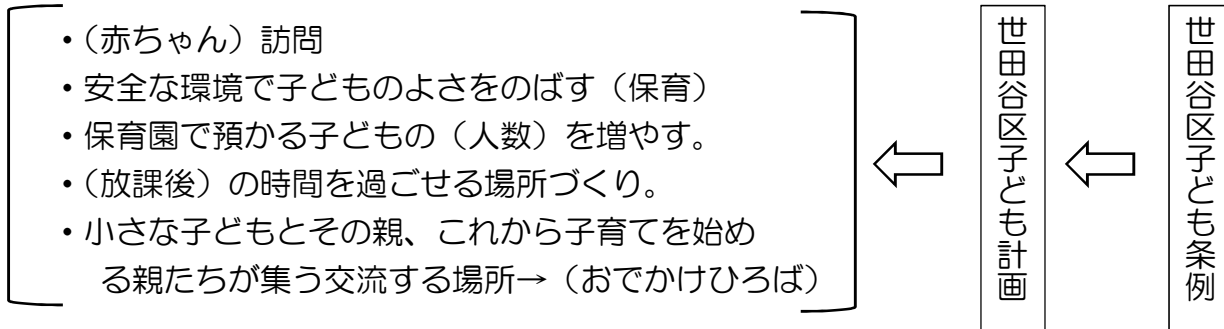 ・（赤ちゃん）訪問
・安全な環境で子どものよさをのばす（保育）
・保育園で預かる子どもの（人数）を増やす。
・（放課後）の時間を過ごせる場所づくり。
・小さな子どもとその親、これから子育てを始め
る親たちが集う交流する場所→（おでかけひろば）
世田谷区子ども計画
世田谷区子ども条例